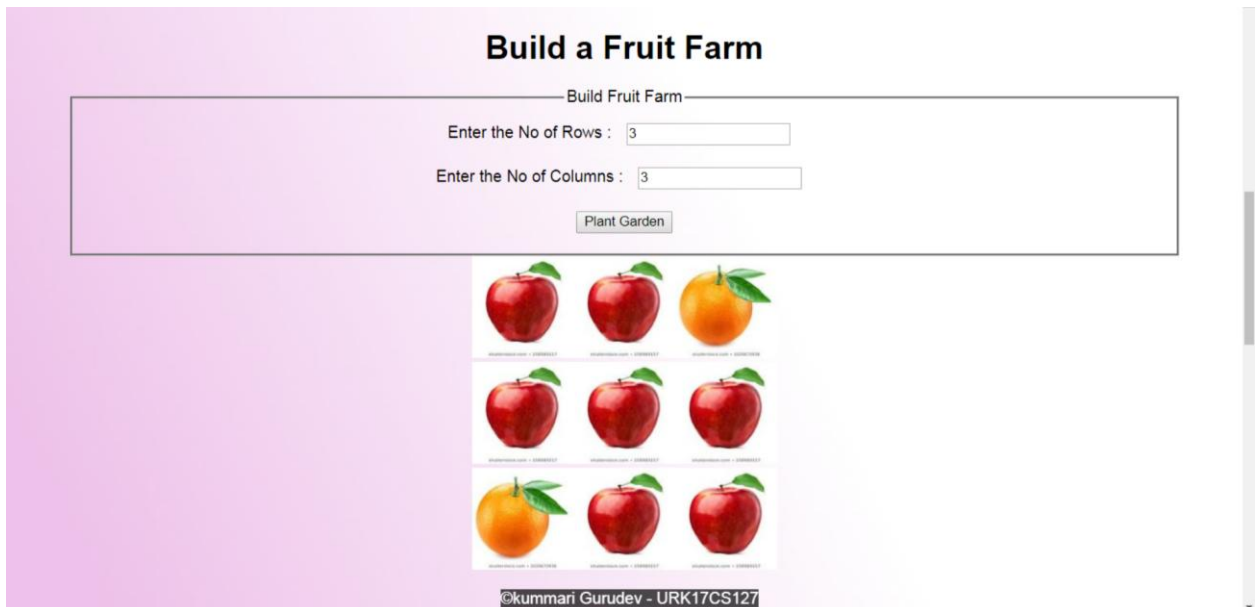 Build a Fruit Farm
Build Fruit Farm
Enter the No of Rows : 3
Enter the No of Columns : 3
Plant Garden
©kummari Gurudev - URK17CS127